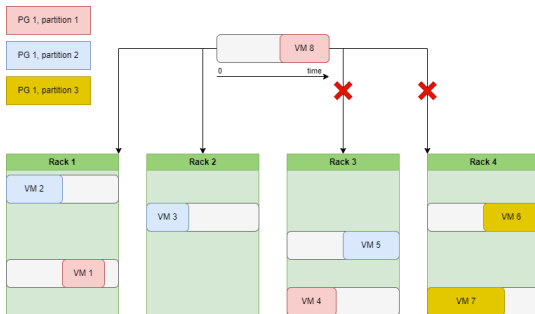 PG 1, partition 1
PG 1, partition 2
PG 1, partition 3
VM 8
0 time
Rack 1 Rack 2 Rack 3 Rack 4
VM 2
VM 3 VM 6
VM 5
VM 1
VM 4 VM 7